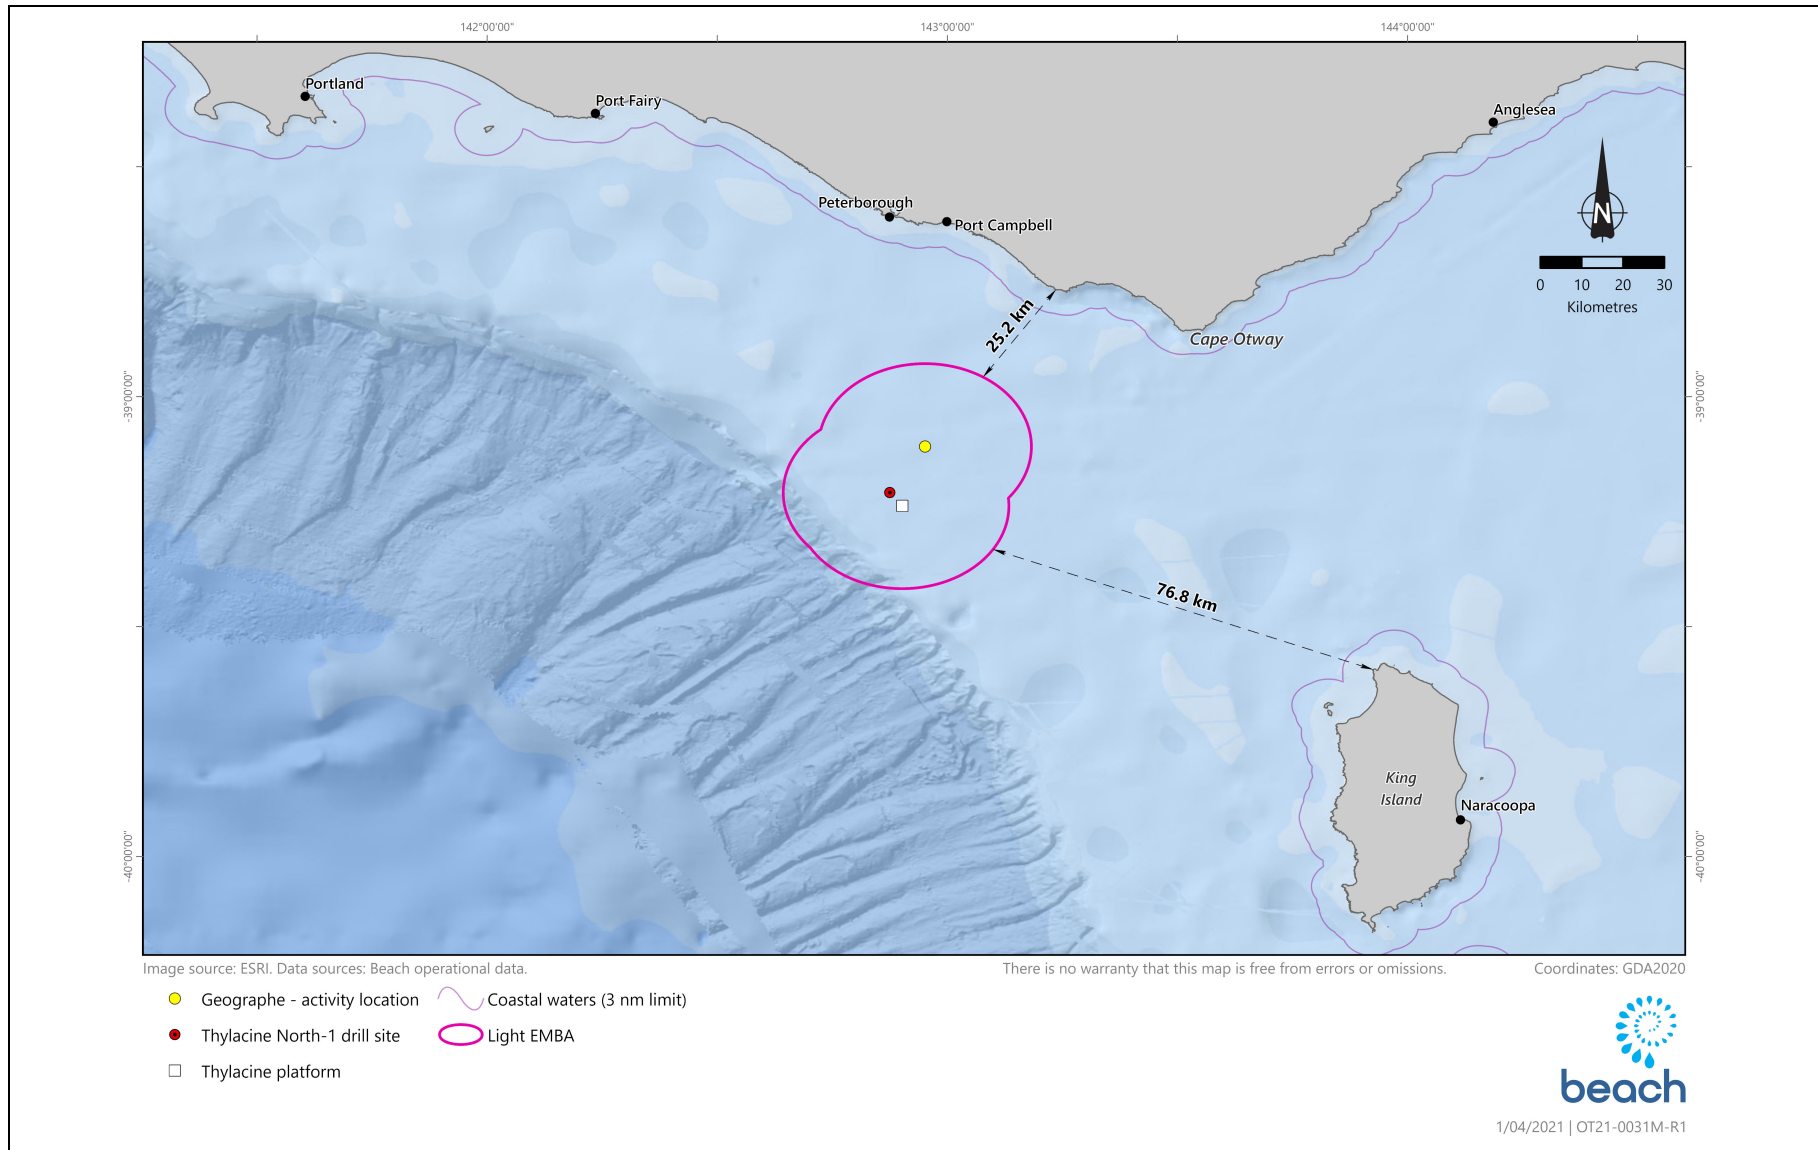 142°00'00" 143°00'00" 144°00'00"
Portland
Port Fairy
Anglesea
Peterborough
Port Campbell
N
0 10 20 30
Kilometres
25.2 km
Cape Otway
-39°00'00" -39°00'00"
76.8 km
King
Island
Naracoopa
-40°00'00" -40°00'00"
Image source: ESRI. Data sources: Beach operational data. There is no warranty that this map is free from errors or omissions. Coordinates: GDA2020
Geographe - activity location Coastal waters (3 nm limit)
Thylacine North-1 drill site Light EMBA
Thylacine platform
beach
1/04/2021 | OT21-0031M-R1